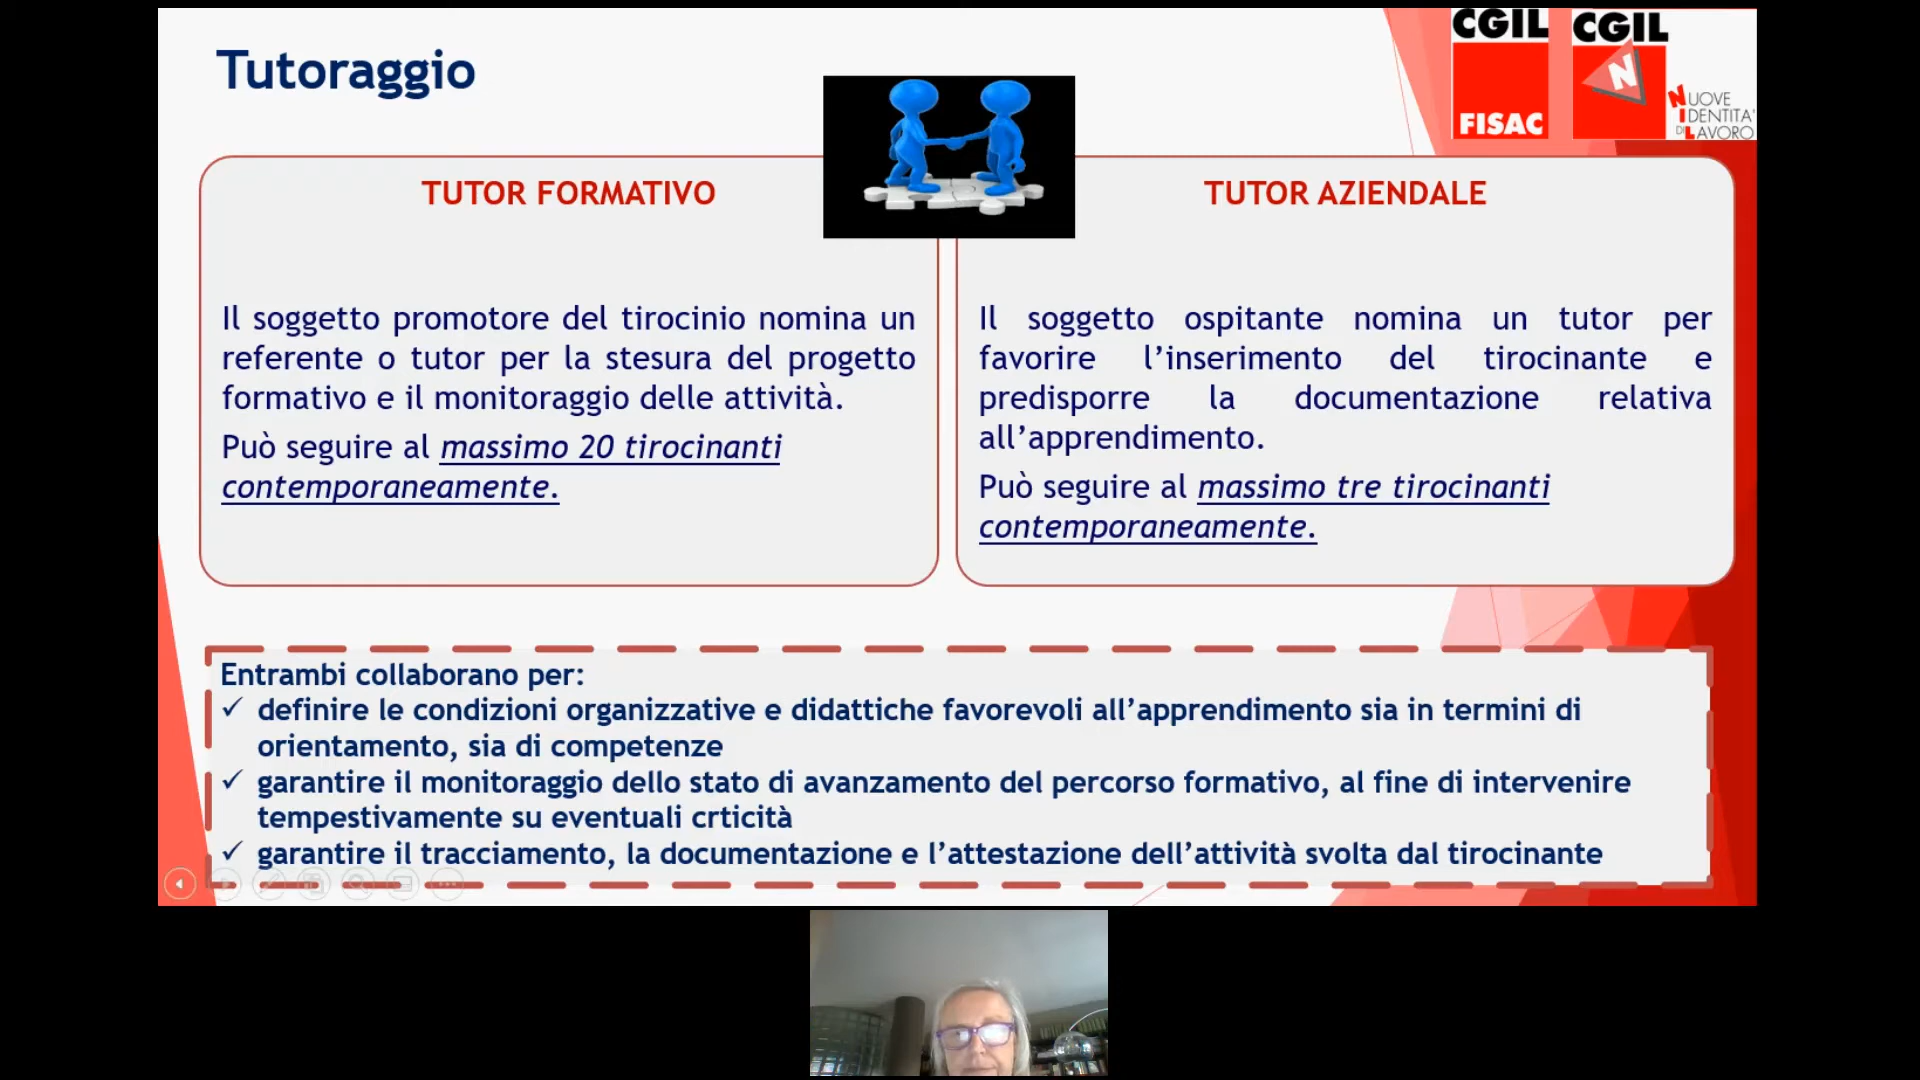 Tutoraggio
CGIL
FISAC
CGIL
N
NUOVE
IDENTITA'
DI LAVORO
TUTOR FORMATIVO
Il soggetto promotore del tirocinio nomina un
referente o tutor per la stesura del progetto
formativo e il monitoraggio delle attività.
Può seguire al massimo 20 tirocinanti
contemporaneamente.
TUTOR AZIENDALE
Il soggetto ospitante nomina un tutor per
favorire l’inserimento del tirocinante e
predisporre la documentazione relativa
all’apprendimento.
Può seguire al massimo tre tirocinanti
contemporaneamente.
Entrambi collaborano per:
✓ definire le condizioni organizzative e didattiche favorevoli all’apprendimento sia in termini di
orientamento, sia di competenze
✓ garantire il monitoraggio dello stato di avanzamento del percorso formativo, al fine di intervenire
tempestivamente su eventuali crticità
✓ garantire il tracciamento, la documentazione e l’attestazione dell’attività svolta dal tirocinante